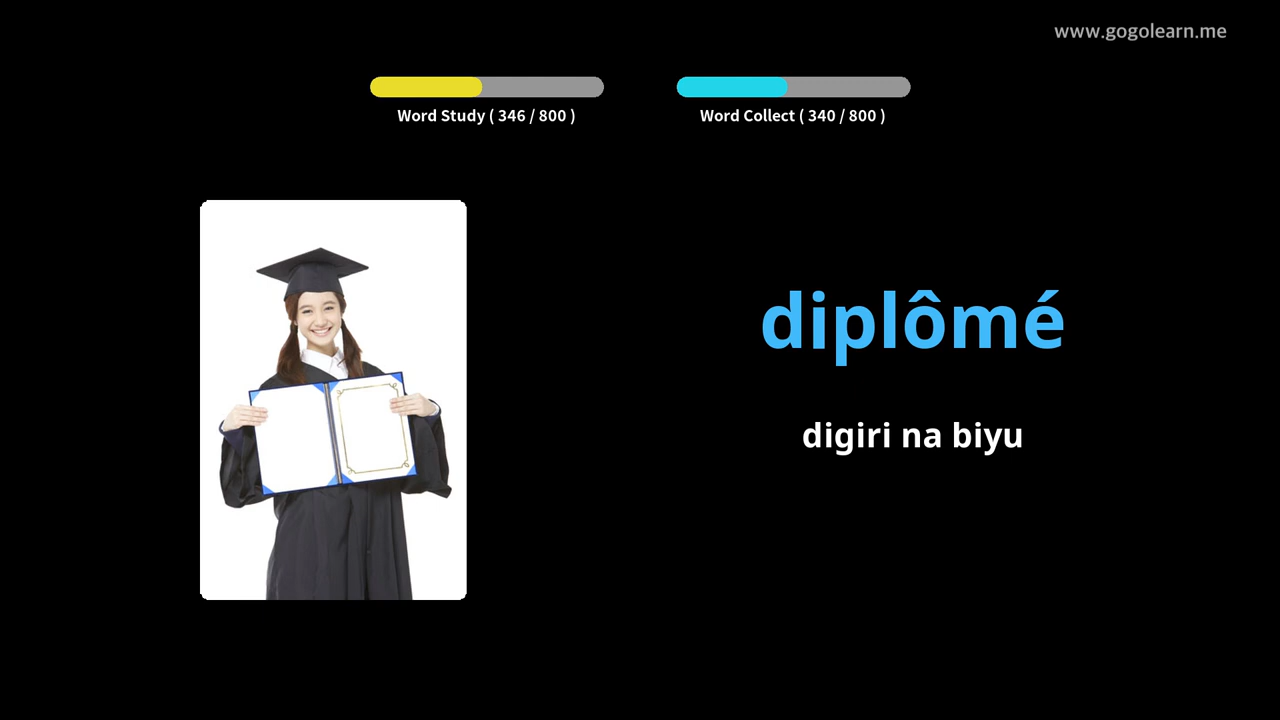 www.gogolearn.me
Word Study ( 346 / 800 )
Word Collect ( 340 / 800 )
diplômé
digiri na biyu